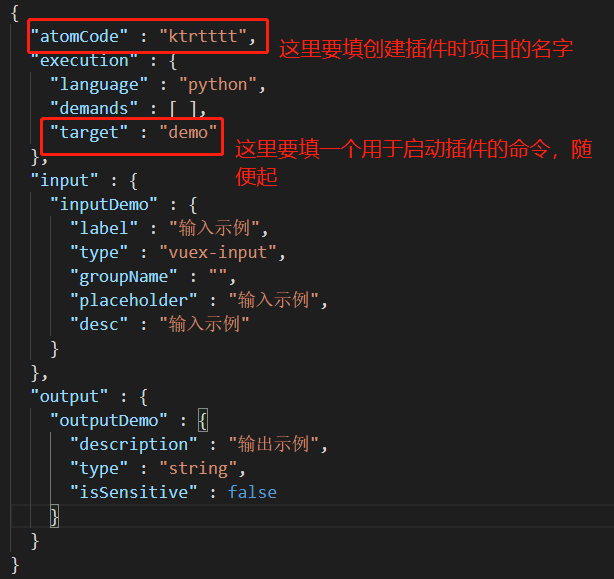 {
"atomCode" : "ktrtttt",
这里要填创建插件时项目的名字
"execution" : {
"language" : "python",
"demands" : [ ],
"target" : "demo"
这里要填一个用于启动插件的命令，随
便起
},
"input" : {
"inputDemo" : {
"label" : "输入示例",
"type" : "vuex-input",
"groupName" : "",
"placeholder" : "输入示例",
"desc" : "输入示例"
}
},
"output" : {
"outputDemo" : {
"description" : "输出示例",
"type" : "string",
"isSensitive" : false
}
}
}